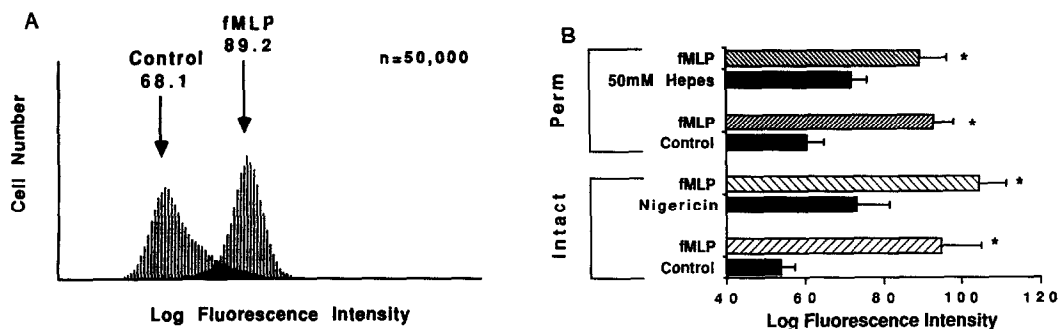 A
fMLP
89.2
Control
68.1
n=50,000
Cell Number
Log Fluorescence Intensity
B
Perm
fMLP *
50mM Hepes
fMLP *
Control
Intact
fMLP *
Nigericin
fMLP *
Control
40 60 80 100 120
Log Fluorescence Intensity